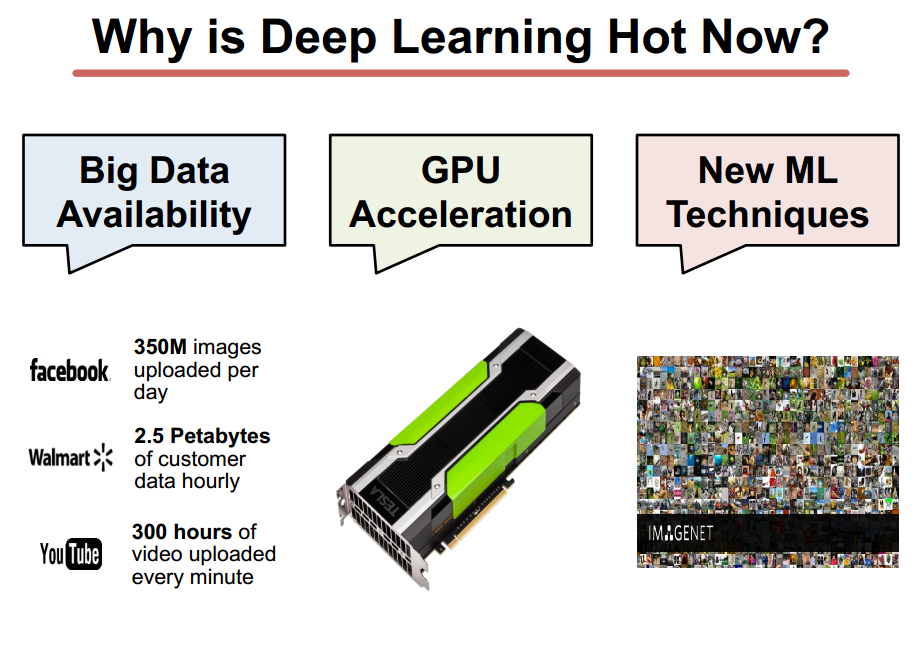 Why is Deep Learning Hot Now?
Big Data
Availability
GPU
Acceleration
New ML
Techniques
facebook
350M images
uploaded per
day
Walmart
2.5 Petabytes
of customer
data hourly
YouTube
300 hours of
video uploaded
every minute
TESLA
IMAGENET